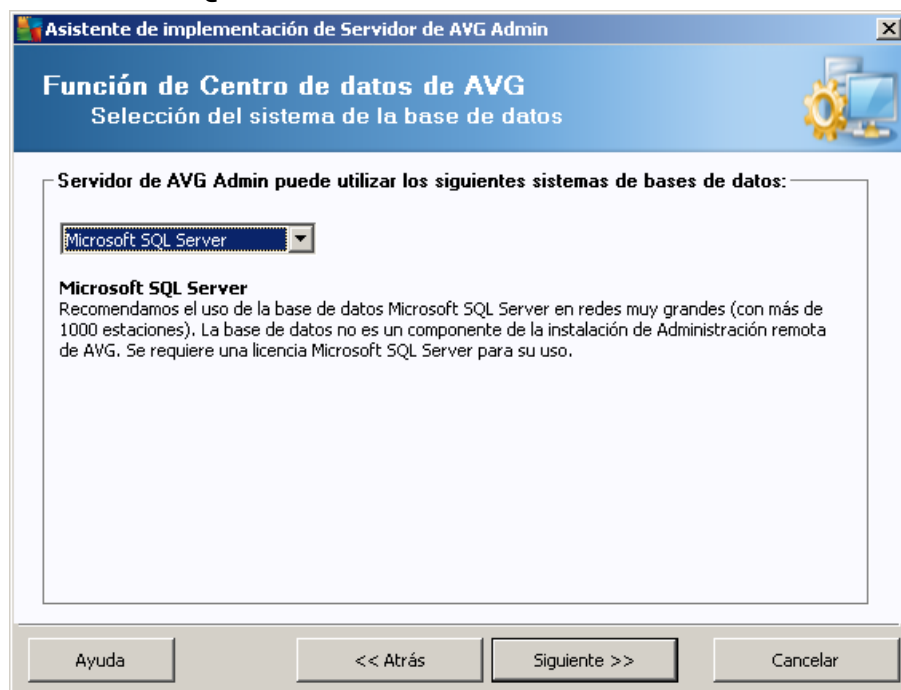 Asistente de implementación de Servidor de AVG Admin
Función de Centro de datos de AVG
Selección del sistema de la base de datos
Servidor de AVG Admin puede utilizar los siguientes sistemas de bases de datos:
Microsoft SQL Server
Microsoft SQL Server
Recomendamos el uso de la base de datos Microsoft SQL Server en redes muy grandes (con más de
1000 estaciones). La base de datos no es un componente de la instalación de Administración remota
de AVG. Se requiere una licencia Microsoft SQL Server para su uso.
Ayuda
<< Atrás
Siguiente >>
Cancelar